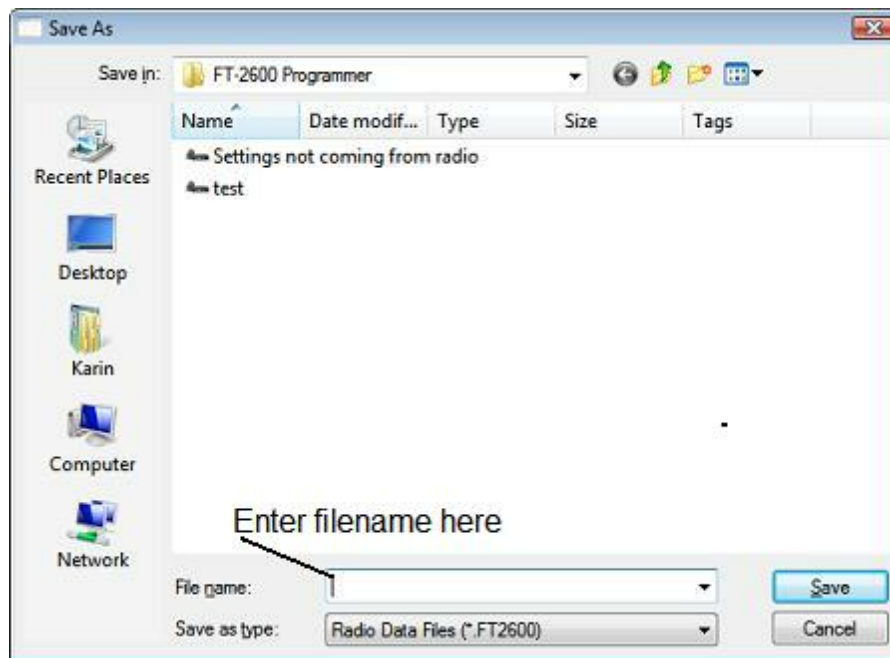 Save As
Save in: FT-2600 Programmer
Name Date modif... Type Size Tags
Settings not coming from radio
test
Recent Places
Desktop
Karin
Computer
Network
Enter filename here
File name: Save
Save as type: Radio Data Files (*.FT2600) Cancel